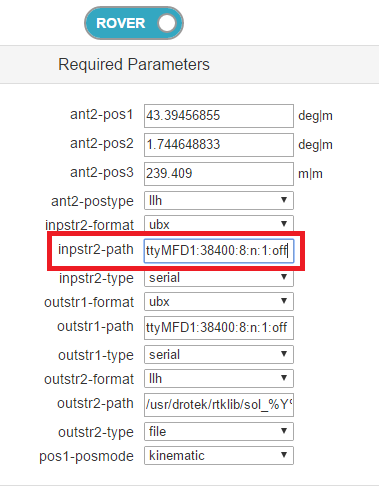 ROVER
Required Parameters
ant2-pos1 43.39456855 deg|m
ant2-pos2 1.744648833 deg|m
ant2-pos3 239.409 m|m
ant2-postype llh
inpstr2-format ubx
inpstr2-path ttyMFD1:38400:8:n:1:off
inpstr2-type serial
outstr1-format ubx
outstr1-path ttyMFD1:38400:8:n:1:off
outstr1-type serial
outstr2-format llh
outstr2-path /usr/drotek/rtklib/sol_%Y
outstr2-type file
pos1-posmode kinematic